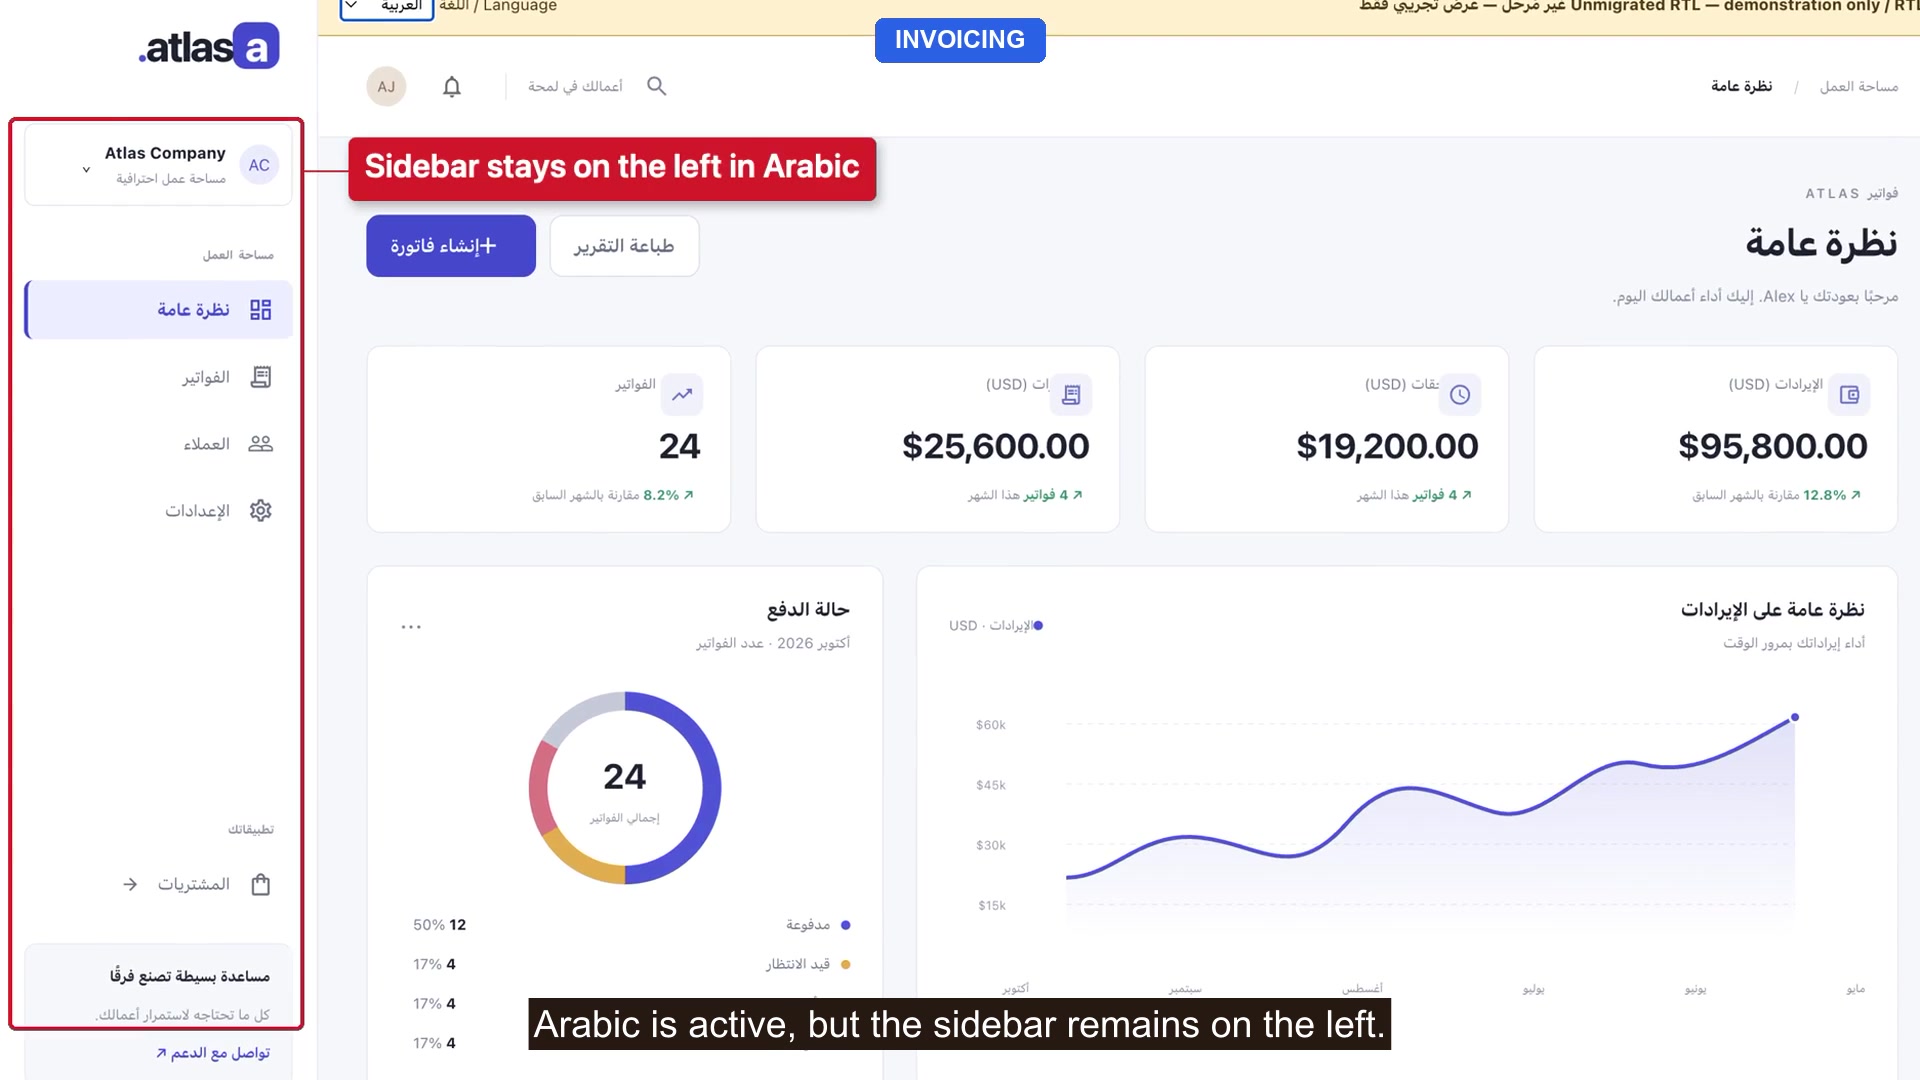 العربية
اللغة / Language
غير مُرحّل — عرض تجريبي فقط / Unmigrated RTL — demonstration only
INVOICING
atlas.
a
AJ
أعمالك في لمحة
مساحة العمل / نظرة عامة
AC
Atlas Company
مساحة عمل احترافية
Sidebar stays on the left in Arabic
مساحة العمل
نظرة عامة
الفواتير
العملاء
الإعدادات
تطبيقاتك
المشتريات
مساعدة بسيطة تصنع فرقًا
كل ما تحتاجه لاستمرار أعمالك.
تواصل مع الدعم ↗
فواتير ATLAS
نظرة عامة
مرحبًا بعودتك يا Alex. إليك أداء أعمالك اليوم.
طباعة التقرير
+إنشاء فاتورة
الإيرادات (USD)
$95,800.00
↗ 12.8% مقارنة بالشهر السابق
(USD)
$19,200.00
↗ 4 فواتير هذا الشهر
(USD)
$25,600.00
↗ 4 فواتير هذا الشهر
الفواتير
24
↗ 8.2% مقارنة بالشهر السابق
نظرة عامة على الإيرادات
أداء إيراداتك بمرور الوقت
الإيرادات · USD
$60k
$45k
$30k
$15k
مايو
يونيو
يوليو
أغسطس
سبتمبر
أكتوبر
حالة الدفع
أكتوبر 2026 · عدد الفواتير
...
24
إجمالي الفواتير
مدفوعة
12 50%
قيد الانتظار
4 17%
4 17%
4 17%
Arabic is active, but the sidebar remains on the left.